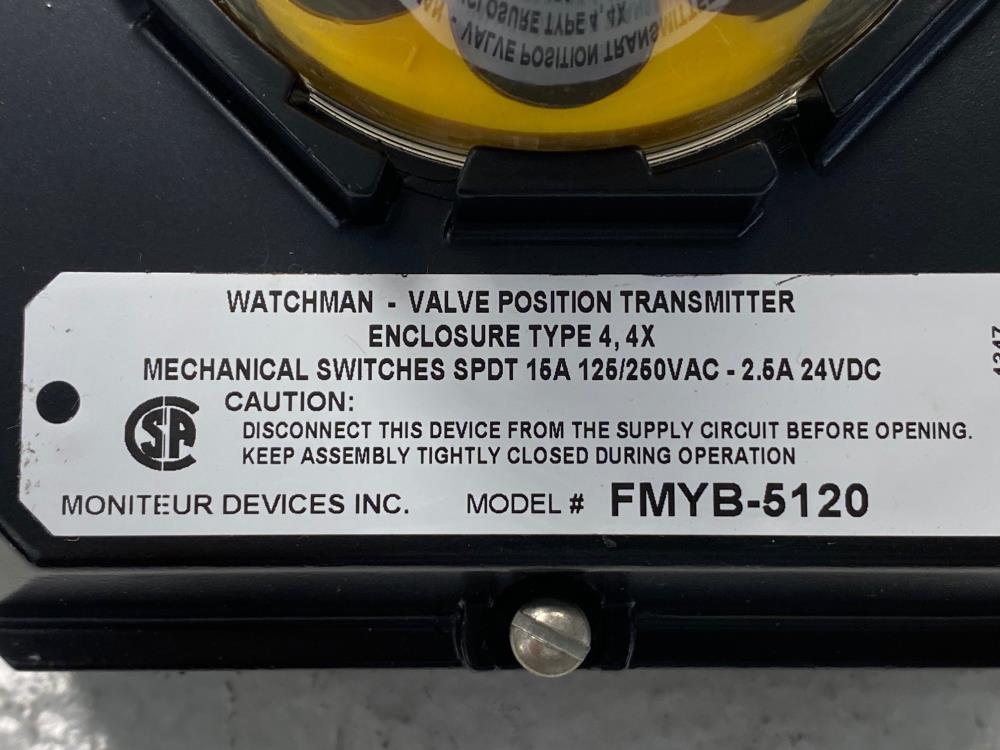 WATCHMAN - VALVE POSITION TRANSMITTER
ENCLOSURE TYPE 4, 4X
MECHANICAL SWITCHES SPDT 15A 125/250VAC - 2.5A 24VDC
CAUTION:
DISCONNECT THIS DEVICE FROM THE SUPPLY CIRCUIT BEFORE OPENING.
KEEP ASSEMBLY TIGHTLY CLOSED DURING OPERATION
MONITEUR DEVICES INC. MODEL # FMYB-5120